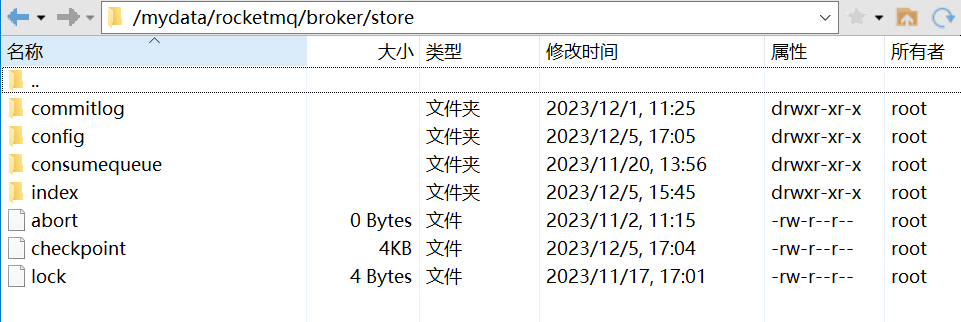 /mydata/rocketmq/broker/store
名称 大小 类型 修改时间 属性 所有者
..
commitlog 文件夹 2023/12/1, 11:25 drwxr-xr-x root
config 文件夹 2023/12/5, 17:05 drwxr-xr-x root
consumequeue 文件夹 2023/11/20, 13:56 drwxr-xr-x root
index 文件夹 2023/12/5, 15:45 drwxr-xr-x root
abort 0 Bytes 文件 2023/11/2, 11:15 -rw-r--r-- root
checkpoint 4KB 文件 2023/12/5, 17:04 -rw-r--r-- root
lock 4 Bytes 文件 2023/11/17, 17:01 -rw-r--r-- root